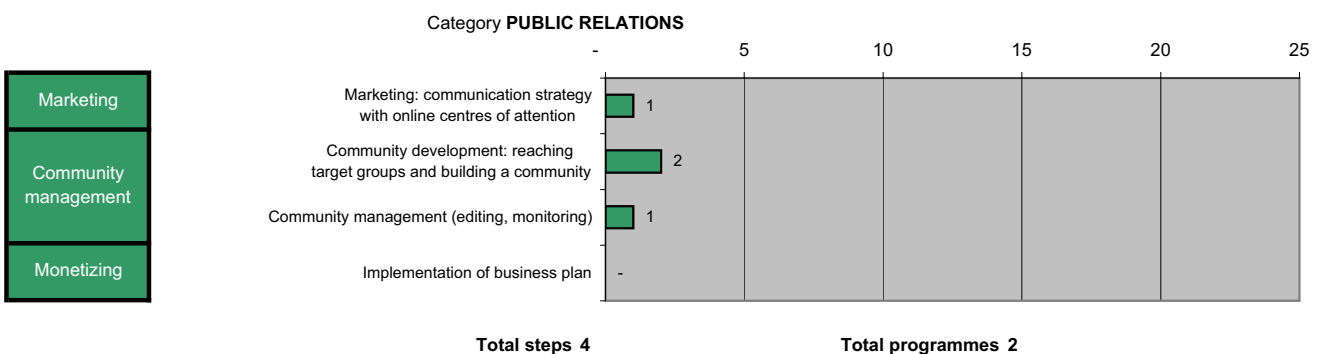 Category PUBLIC RELATIONS
- 5 10 15 20 25
Marketing
Community
management
Monetizing
Marketing: communication strategy
with online centres of attention
1
Community development: reaching
target groups and building a community
2
Community management (editing, monitoring)
1
Implementation of business plan
-
Total steps 4
Total programmes 2